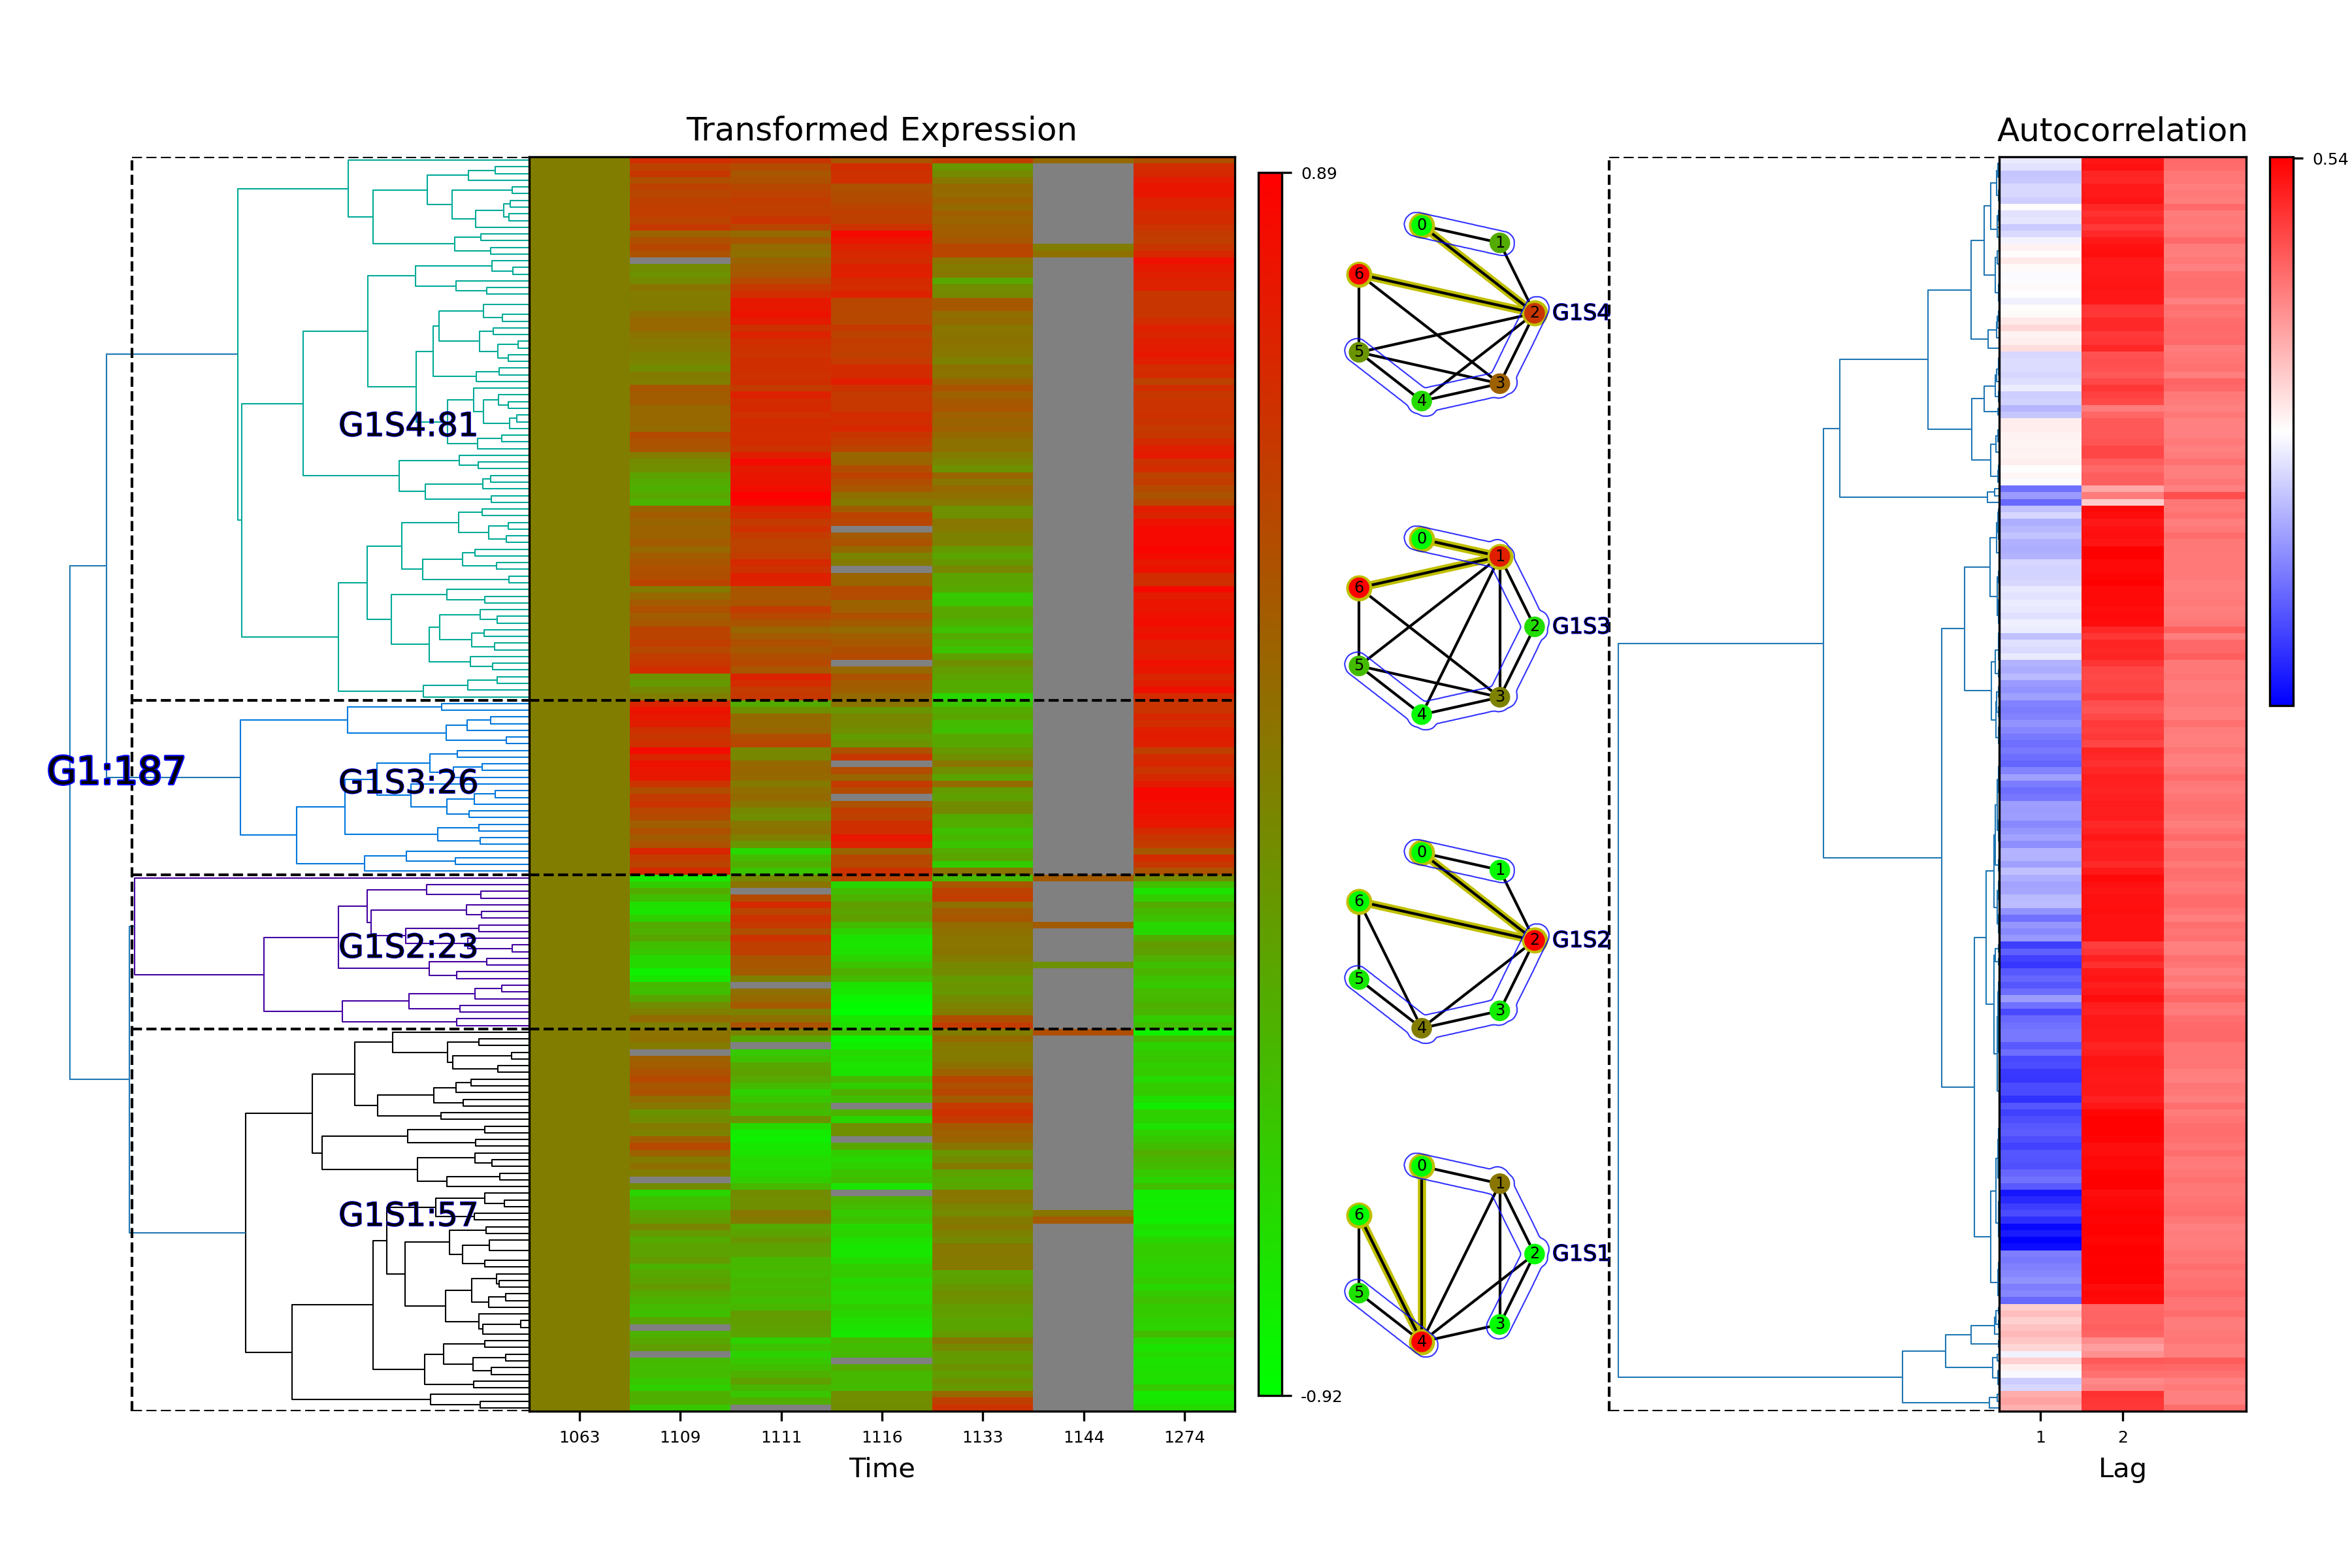 Transformed Expression
Autocorrelation
0.89
0.54
0
1
6
2
G1S4
5
3
4
G1S4:81
0
1
6
2
G1S3
5
3
4
G1:187
G1S3:26
0
1
6
2
G1S2
5
3
4
G1S2:23
0
1
6
2
G1S1
5
3
4
G1S1:57
-0.92
1063 1109 1111 1116 1133 1144 1274
1 2
Time
Lag